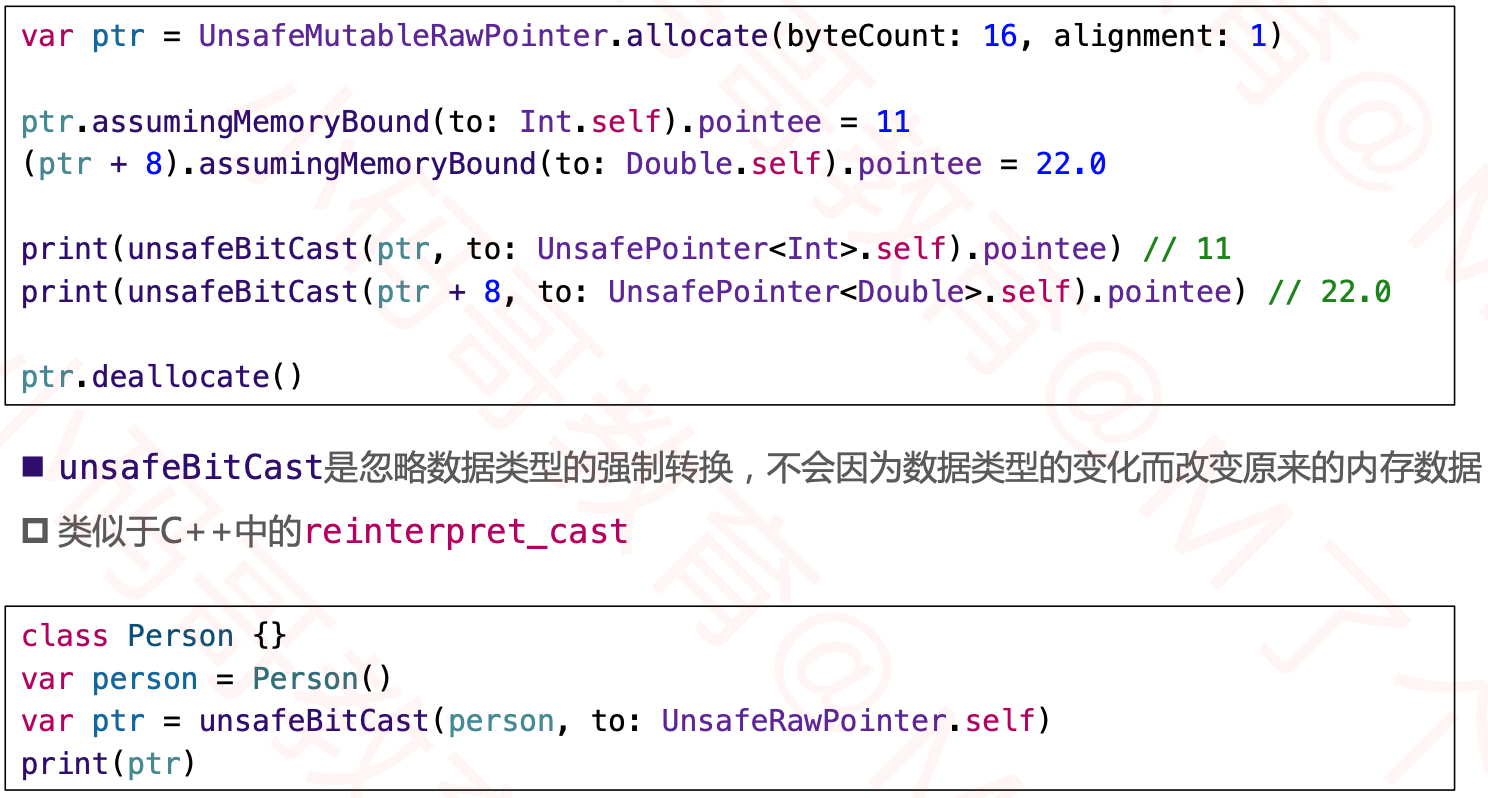 var ptr = UnsafeMutableRawPointer.allocate(byteCount: 16, alignment: 1)
ptr.assumingMemoryBound(to: Int.self).pointee = 11
(ptr + 8).assumingMemoryBound(to: Double.self).pointee = 22.0
print(unsafeBitCast(ptr, to: UnsafePointer<Int>.self).pointee) // 11
print(unsafeBitCast(ptr + 8, to: UnsafePointer<Double>.self).pointee) // 22.0
ptr.deallocate()
unsafeBitCast是忽略数据类型的强制转换，不会因为数据类型的变化而改变原来的内存数据
类似于C++中的reinterpret_cast
class Person {}
var person = Person()
var ptr = unsafeBitCast(person, to: UnsafeRawPointer.self)
print(ptr)